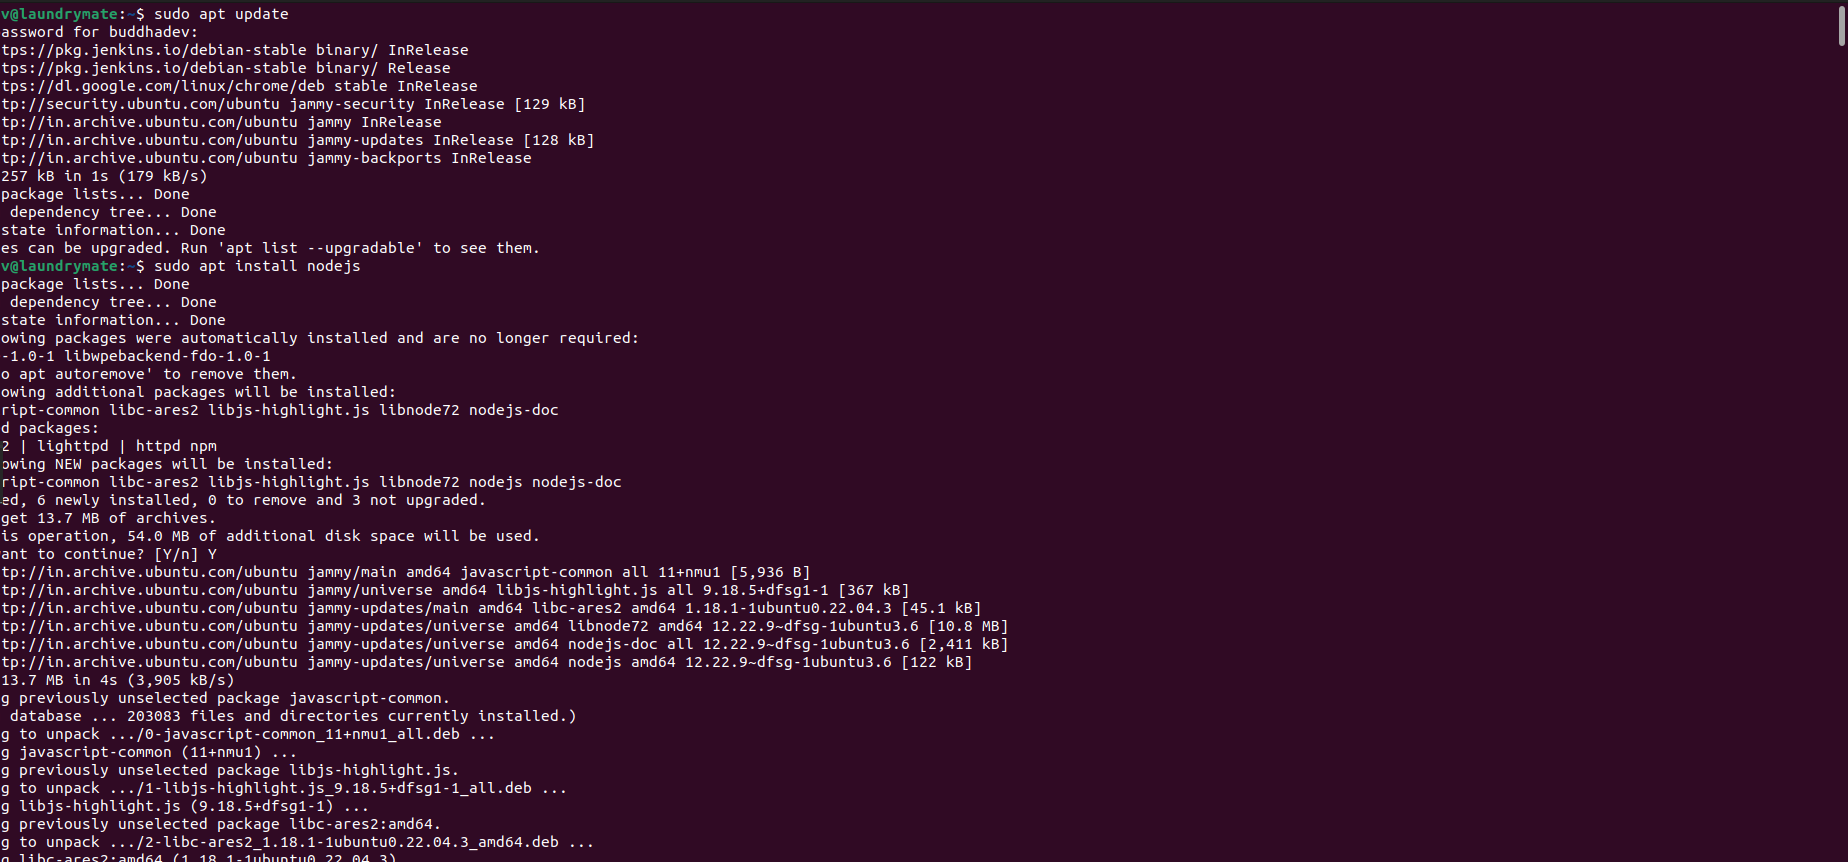 v@laundrymate:~$ sudo apt update
assword for buddhadev:
tps://pkg.jenkins.io/debian-stable binary/ InRelease
tps://pkg.jenkins.io/debian-stable binary/ Release
tps://dl.google.com/linux/chrome/deb stable InRelease
tp://security.ubuntu.com/ubuntu jammy-security InRelease [129 kB]
tp://in.archive.ubuntu.com/ubuntu jammy InRelease
tp://in.archive.ubuntu.com/ubuntu jammy-updates InRelease [128 kB]
tp://in.archive.ubuntu.com/ubuntu jammy-backports InRelease
257 kB in 1s (179 kB/s)
package lists... Done
dependency tree... Done
state information... Done
es can be upgraded. Run 'apt list --upgradable' to see them.
v@laundrymate:~$ sudo apt install nodejs
package lists... Done
dependency tree... Done
state information... Done
owing packages were automatically installed and are no longer required:
-1.0-1 libwpebackend-fdo-1.0-1
o apt autoremove' to remove them.
owing additional packages will be installed:
ript-common libc-ares2 libjs-highlight.js libnode72 nodejs-doc
d packages:
2 | lighttpd | httpd npm
owing NEW packages will be installed:
ript-common libc-ares2 libjs-highlight.js libnode72 nodejs nodejs-doc
ed, 6 newly installed, 0 to remove and 3 not upgraded.
get 13.7 MB of archives.
is operation, 54.0 MB of additional disk space will be used.
ant to continue? [Y/n] Y
tp://in.archive.ubuntu.com/ubuntu jammy/main amd64 javascript-common all 11+nmu1 [5,936 B]
tp://in.archive.ubuntu.com/ubuntu jammy/universe amd64 libjs-highlight.js all 9.18.5+dfsg1-1 [367 kB]
tp://in.archive.ubuntu.com/ubuntu jammy-updates/main amd64 libc-ares2 amd64 1.18.1-1ubuntu0.22.04.3 [45.1 kB]
tp://in.archive.ubuntu.com/ubuntu jammy-updates/universe amd64 libnode72 amd64 12.22.9~dfsg-1ubuntu3.6 [10.8 MB]
tp://in.archive.ubuntu.com/ubuntu jammy-updates/universe amd64 nodejs-doc all 12.22.9~dfsg-1ubuntu3.6 [2,411 kB]
tp://in.archive.ubuntu.com/ubuntu jammy-updates/universe amd64 nodejs amd64 12.22.9~dfsg-1ubuntu3.6 [122 kB]
13.7 MB in 4s (3,905 kB/s)
g previously unselected package javascript-common.
database ... 203083 files and directories currently installed.)
g to unpack .../0-javascript-common_11+nmu1_all.deb ...
g javascript-common (11+nmu1) ...
g previously unselected package libjs-highlight.js.
g to unpack .../1-libjs-highlight.js_9.18.5+dfsg1-1_all.deb ...
g libjs-highlight.js (9.18.5+dfsg1-1) ...
g previously unselected package libc-ares2:amd64.
g to unpack .../2-libc-ares2_1.18.1-1ubuntu0.22.04.3_amd64.deb ...
g libc-ares2:amd64 (1.18.1-1ubuntu0.22.04.3)